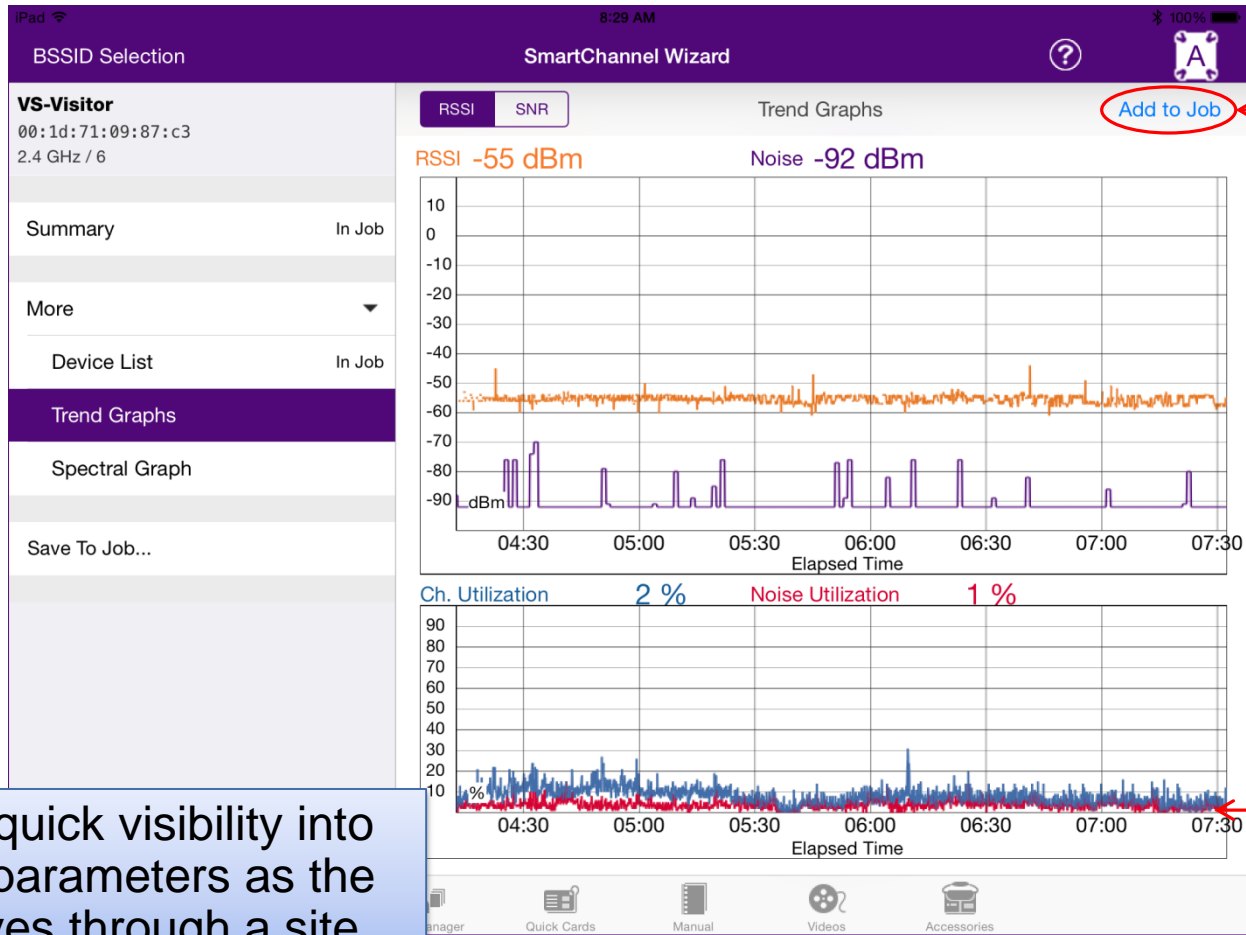 iPad 8:29 AM 100%
BSSID Selection SmartChannel Wizard ? A
VS-Visitor
00:1d:71:09:87:c3
2.4 GHz / 6
Summary In Job
More
Device List In Job
Trend Graphs
Spectral Graph
Save To Job...
RSSI SNR Trend Graphs Add to Job
RSSI -55 dBm Noise -92 dBm
10
0
-10
-20
-30
-40
-50
-60
-70
-80
-90 dBm
04:30 05:00 05:30 06:00 06:30 07:00 07:30
Elapsed Time
Ch. Utilization 2 % Noise Utilization 1 %
90
80
70
60
50
40
30
20
10 %
04:30 05:00 05:30 06:00 06:30 07:00 07:30
Elapsed Time
quick visibility into
parameters as the
through a site
Quick Cards Manual Videos Accessories